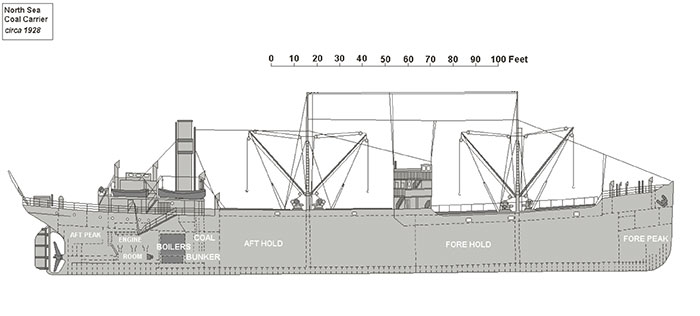 North Sea
Coal Carrier
circa 1928
0 10 20 30 40 50 60 70 80 90 100 Feet
AFT PEAK
ENGINE
ROOM
BOILERS
COAL
BUNKER
AFT HOLD
FORE HOLD
FORE PEAK